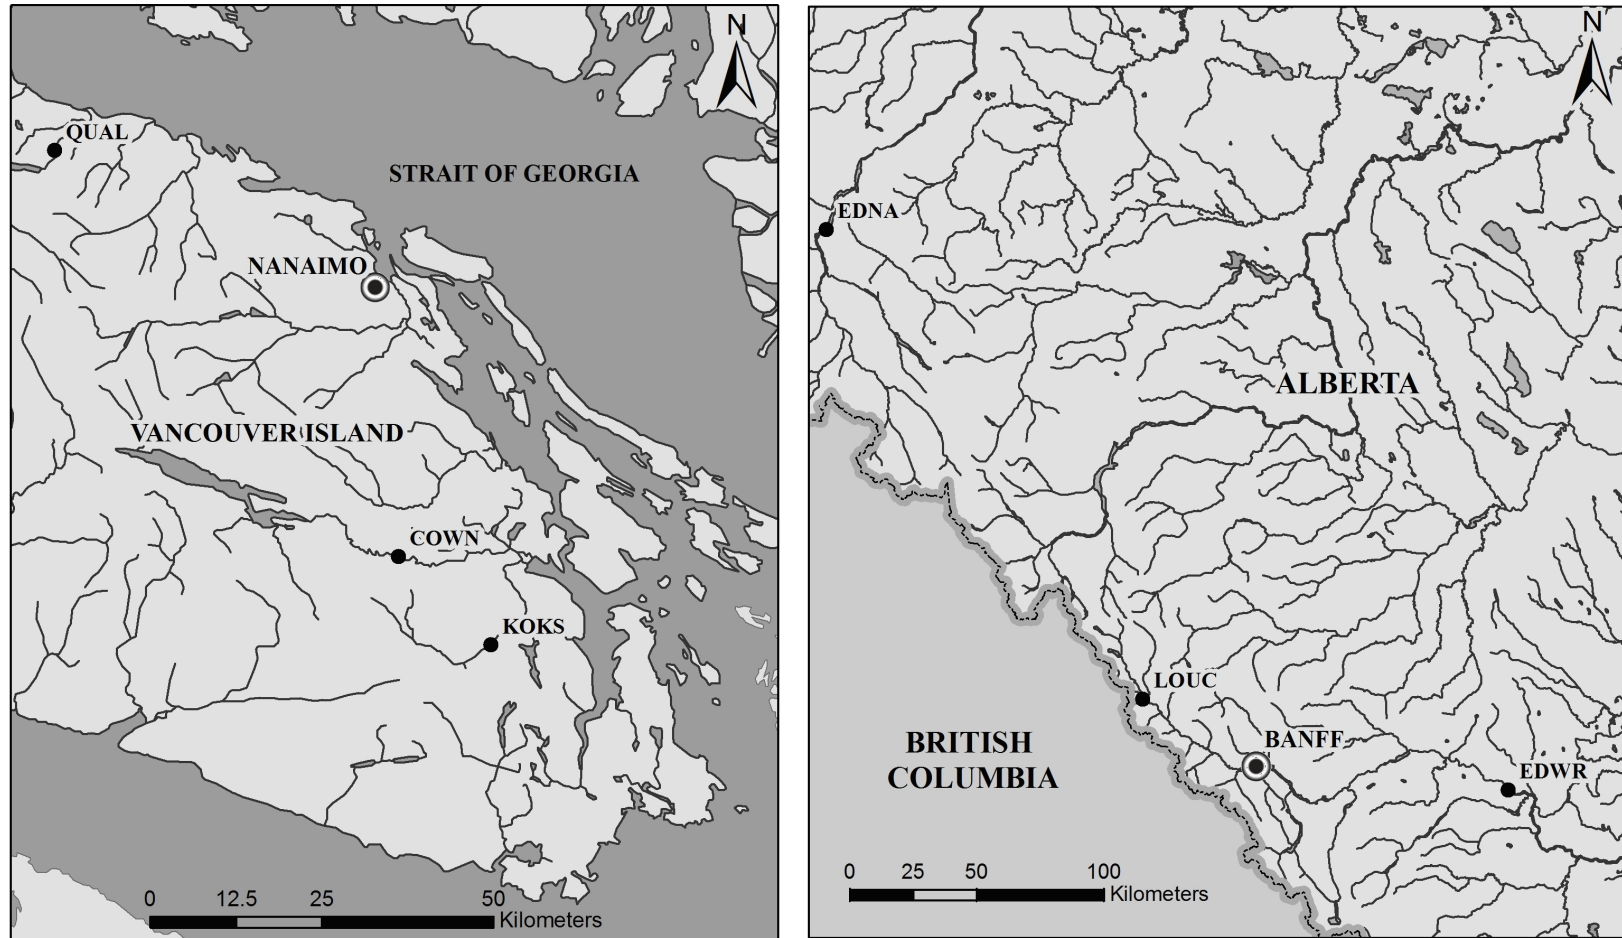 N
QUAL
STRAIT OF GEORGIA
NANAIMO
VANCOUVER ISLAND
COWN
KOKS
0 12.5 25 50
Kilometers
N
EDNA
ALBERTA
LOUC
BRITISH
COLUMBIA
BANFF
EDWR
0 25 50 100
Kilometers